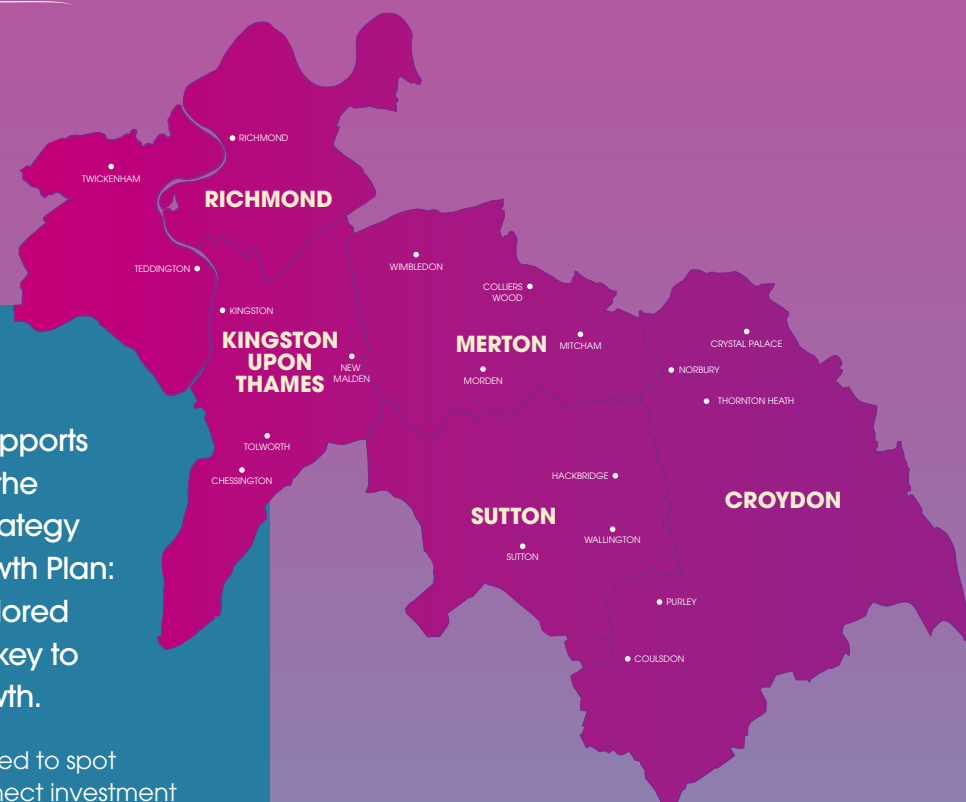 RICHMOND
TWICKENHAM
RICHMOND
TEDDINGTON
WIMBLEDON
COLLIERS
WOOD
KINGSTON
KINGSTON
UPON
THAMES
NEW
MALDEN
MERTON
MITCHAM
MORDEN
CRYSTAL PALACE
NORBURY
THORNTON HEATH
TOLWORTH
CHESSINGTON
HACKBRIDGE
SUTTON
WALLINGTON
SUTTON
CROYDON
PURLEY
COULSDON
pports
the
ategy
wth Plan:
lored
key to
wth.
ed to spot
nect investment